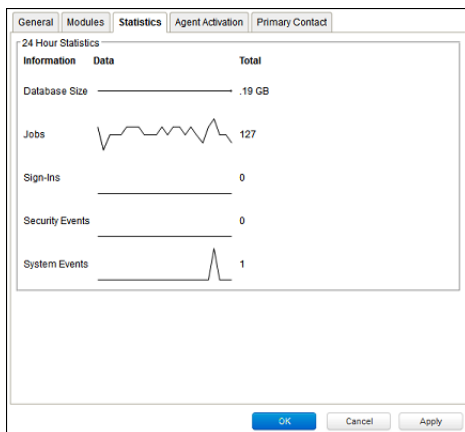 General Modules Statistics Agent Activation Primary Contact
24 Hour Statistics
Information Data Total
Database Size .19 GB
Jobs 127
Sign-Ins 0
Security Events 0
System Events 1
OK Cancel Apply